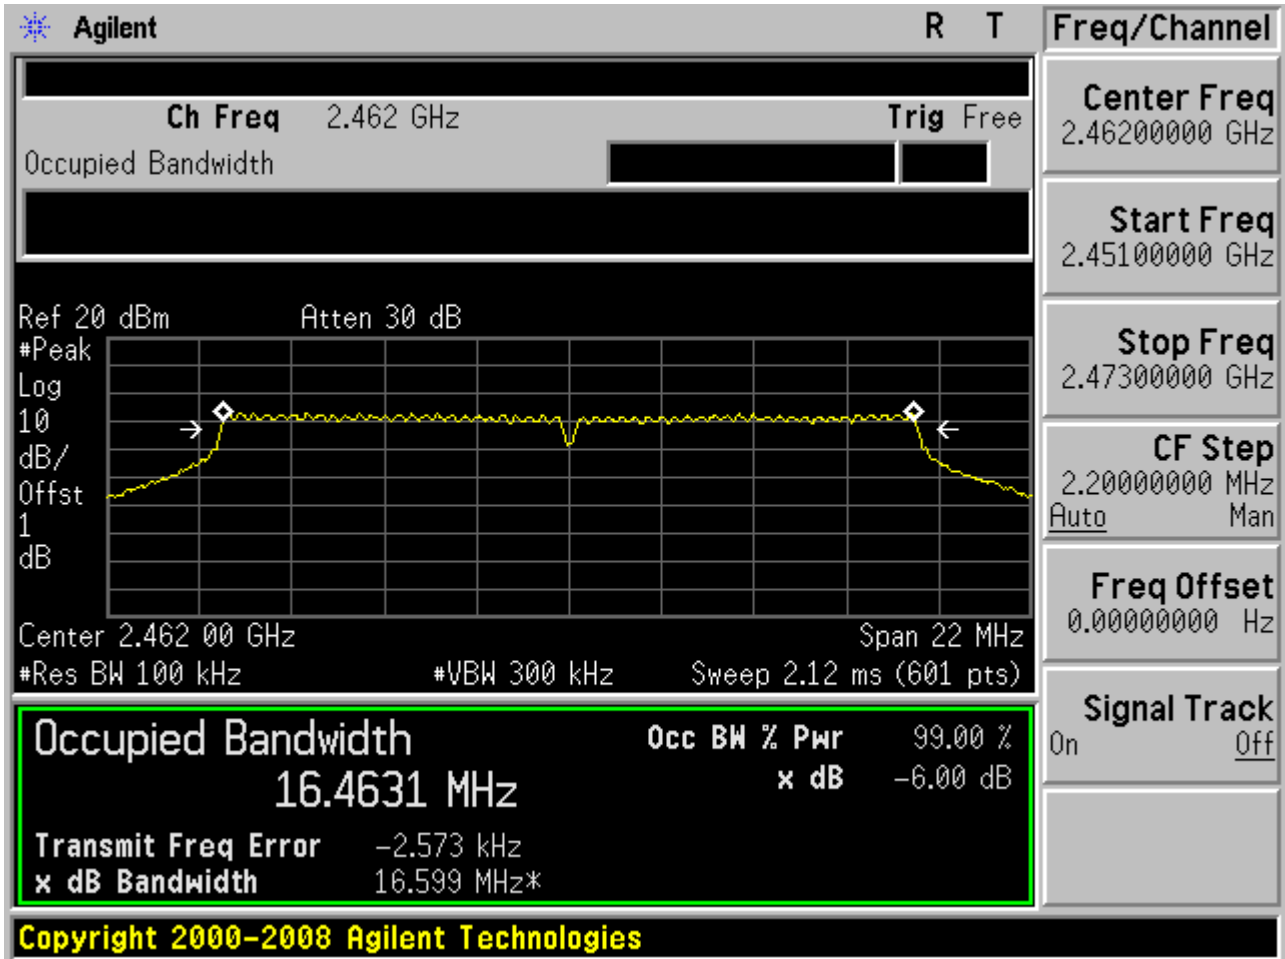 Agilent R T
Ch Freq 2.462 GHz Trig Free
Occupied Bandwidth
Ref 20 dBm Atten 30 dB
#Peak
Log
10
dB/
Offst
1
dB
Center 2.462 00 GHz Span 22 MHz
#Res BW 100 kHz #VBW 300 kHz Sweep 2.12 ms (601 pts)
Occupied Bandwidth
16.4631 MHz
Occ BW % Pwr 99.00 %
x dB -6.00 dB
Transmit Freq Error -2.573 kHz
x dB Bandwidth 16.599 MHz*
Copyright 2000-2008 Agilent Technologies
Freq/Channel
Center Freq
2.46200000 GHz
Start Freq
2.45100000 GHz
Stop Freq
2.47300000 GHz
CF Step
2.20000000 MHz
Auto Man
Freq Offset
0.00000000 Hz
Signal Track
On Off